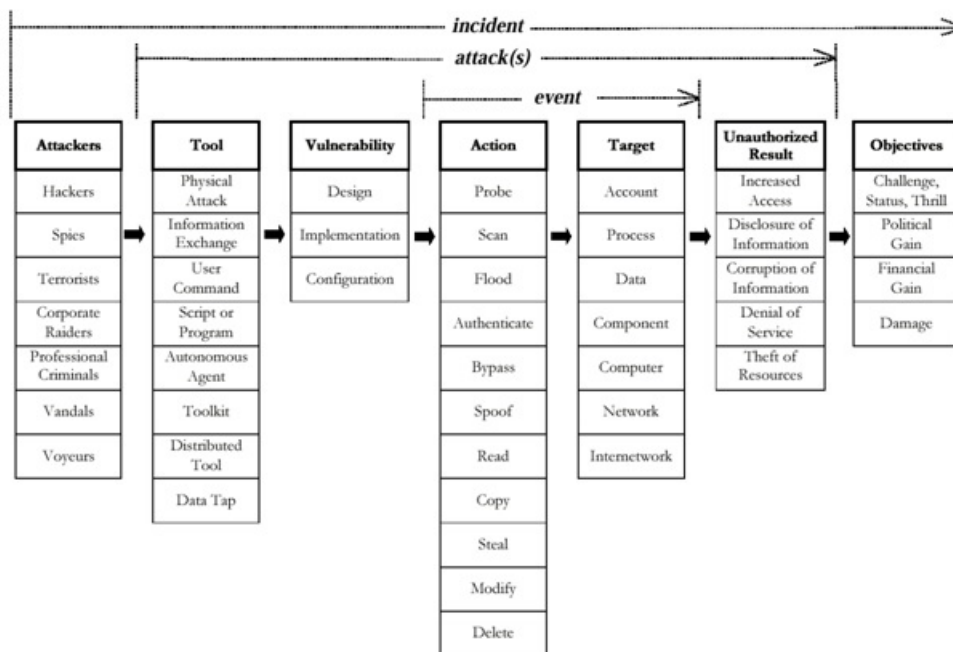 incident
attack(s)
event
Attackers
Hackers
Spies
Terrorists
Corporate
Raiders
Professional
Criminals
Vandals
Voyeurs
Tool
Physical
Attack
Information
Exchange
User
Command
Script or
Program
Autonomous
Agent
Toolkit
Distributed
Tool
Data Tap
Vulnerability
Design
Implementation
Configuration
Action
Probe
Scan
Flood
Authenticate
Bypass
Spoof
Read
Copy
Steal
Modify
Delete
Target
Account
Process
Data
Component
Computer
Network
Internetwork
Unauthorized
Result
Increased
Access
Disclosure of
Information
Corruption of
Information
Denial of
Service
Theft of
Resources
Objectives
Challenge,
Status, Thrill
Political
Gain
Financial
Gain
Damage